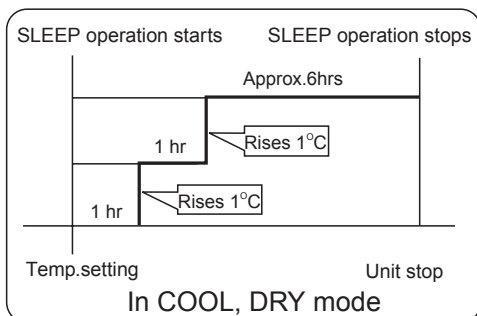 SLEEP operation starts
SLEEP operation stops
Approx.6hrs
1 hr
Rises 1°C
1 hr
Rises 1°C
Temp.setting
Unit stop
In COOL, DRY mode